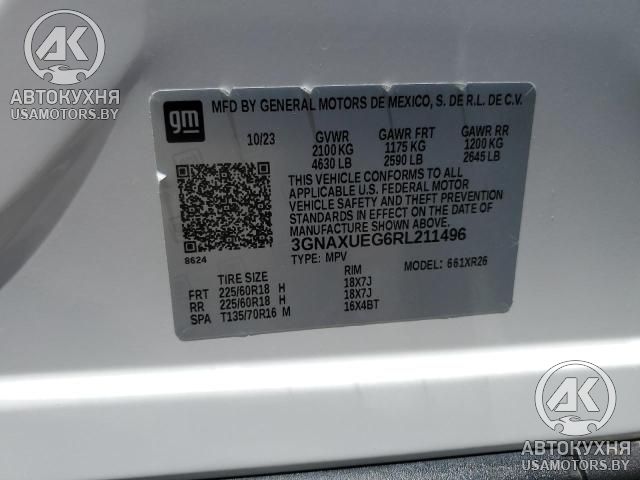 АВТОКУХНЯ
USAMOTORS.BY
gm
MFD BY GENERAL MOTORS DE MEXICO, S. DE R.L. DE C.V.
10/23 GVWR GAWR FRT GAWR RR
2100 KG 1175 KG 1200 KG
4630 LB 2590 LB 2645 LB
THIS VEHICLE CONFORMS TO ALL
APPLICABLE U.S. FEDERAL MOTOR
VEHICLE SAFETY AND THEFT PREVENTION
STANDARDS IN EFFECT ON THE DATE OF
MANUFACTURE SHOWN ABOVE.
3GNAXUEG6RL211496
8624 TYPE: MPV MODEL: 661XR26
TIRE SIZE RIM
FRT 225/60R18 H 18X7J
RR 225/60R18 H 18X7J
SPA T135/70R16 M 16X4BT
АВТОКУХНЯ
USAMOTORS.BY